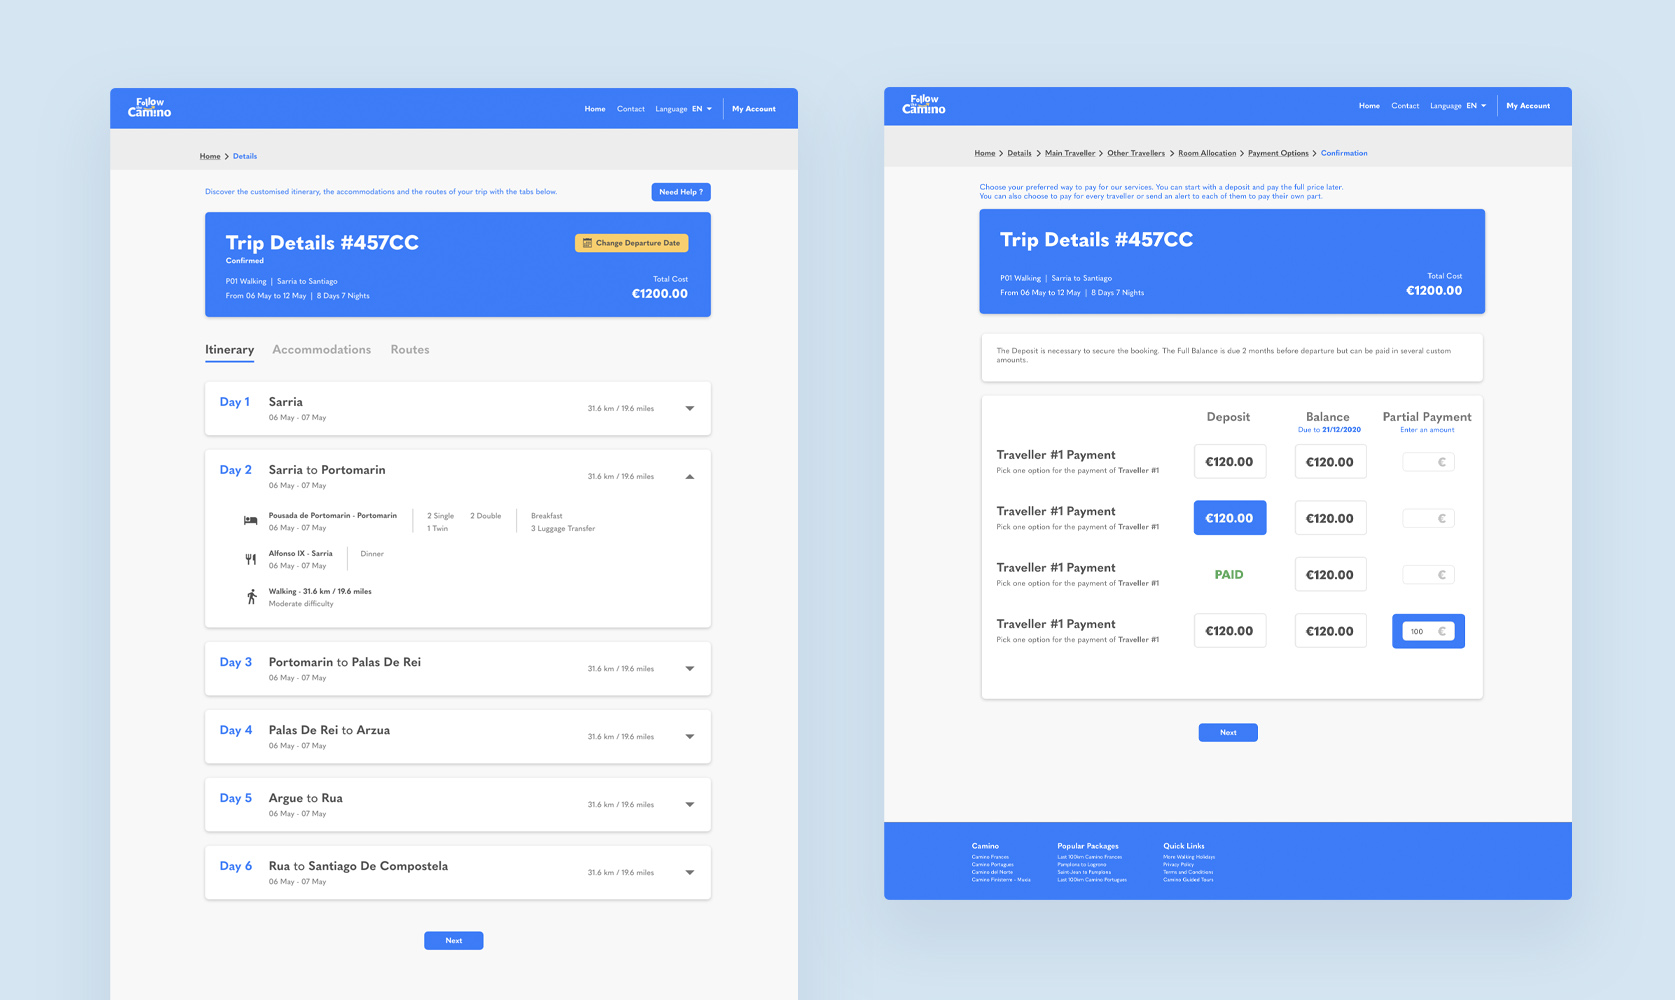 Follow
the
Camino
Home
Contact
Language EN
My Account
Home > Details
Discover the customised itinerary, the accommodations and the routes of your trip with the tabs below.
Need Help ?
Trip Details #457CC
Change Departure Date
Confirmed
P01 Walking | Sarria to Santiago
Total Cost
From 06 May to 12 May | 8 Days 7 Nights
€1200.00
Itinerary
Accommodations
Routes
Day 1
Sarria
06 May - 07 May
31.6 km / 19.6 miles
Day 2
Sarria to Portomarin
06 May - 07 May
31.6 km / 19.6 miles
Pousada de Portomarin - Portomarin
06 May - 07 May
2 Single
2 Double
1 Twin
Breakfast
3 Luggage Transfer
Alfonso IX - Sarria
06 May - 07 May
Dinner
Walking - 31.6 km / 19.6 miles
Moderate difficulty
Day 3
Portomarin to Palas De Rei
06 May - 07 May
31.6 km / 19.6 miles
Day 4
Palas De Rei to Arzua
06 May - 07 May
31.6 km / 19.6 miles
Day 5
Argue to Rua
06 May - 07 May
31.6 km / 19.6 miles
Day 6
Rua to Santiago De Compostela
06 May - 07 May
31.6 km / 19.6 miles
Next
Follow
the
Camino
Home
Contact
Language EN
My Account
Home > Details > Main Traveller > Other Travellers > Room Allocation > Payment Options > Confirmation
Choose your preferred way to pay for our services. You can start with a deposit and pay the full price later.
You can also choose to pay for every traveller or send an alert to each of them to pay their own part.
Trip Details #457CC
P01 Walking | Sarria to Santiago
Total Cost
From 06 May to 12 May | 8 Days 7 Nights
€1200.00
The Deposit is necessary to secure the booking. The Full Balance is due 2 months before departure but can be paid in several custom
amounts.
Deposit
Balance
Due to 21/12/2020
Partial Payment
Enter an amount
Traveller #1 Payment
Pick one option for the payment of Traveller #1
€120.00
€120.00
€
Traveller #1 Payment
Pick one option for the payment of Traveller #1
€120.00
€120.00
€
Traveller #1 Payment
Pick one option for the payment of Traveller #1
PAID
€120.00
€
Traveller #1 Payment
Pick one option for the payment of Traveller #1
€120.00
€120.00
100 €
Next
Camino
Camino Frances
Camino Portugues
Camino del Norte
Camino Finisterre - Muxia
Popular Packages
Last 100km Camino Frances
Pamplona to Logrono
Saint-Jean to Pamplona
Last 100km Camino Portugues
Quick Links
More Walking Holidays
Privacy Policy
Terms and Conditions
Camino Guided Tours